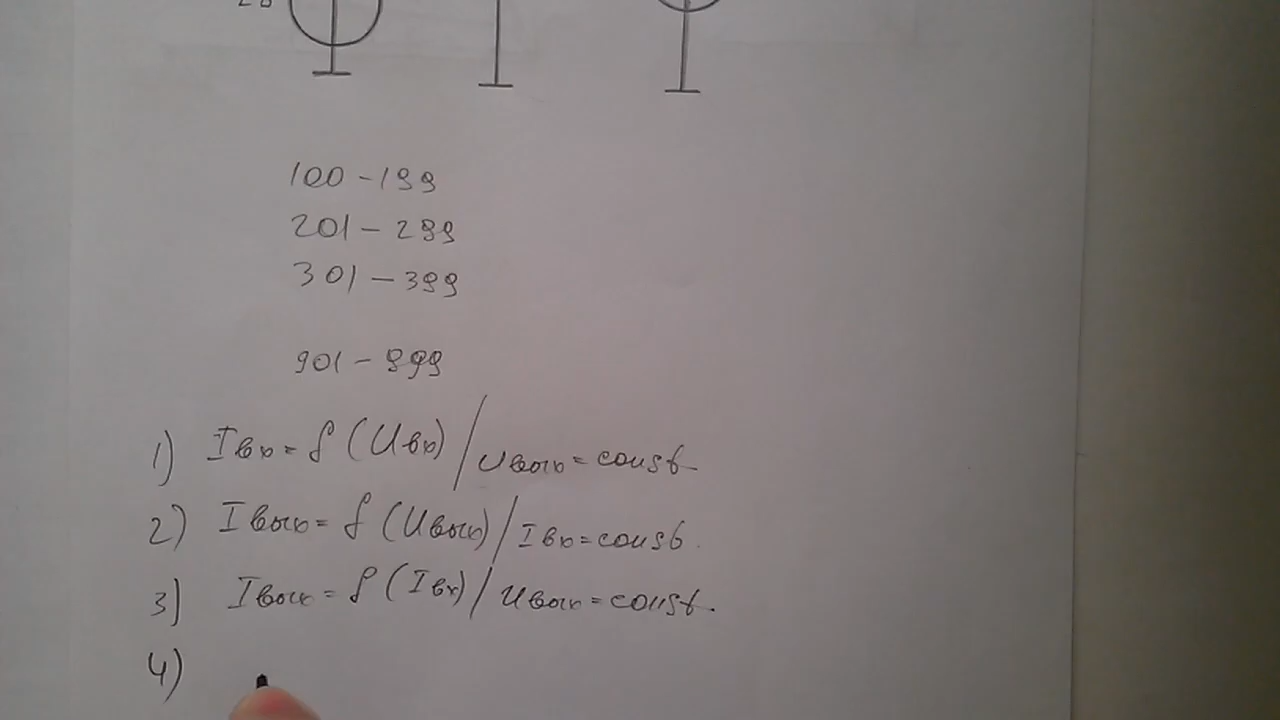 100 - 199
201 - 299
301 - 399
901 - 999
1) Iвх = f (Uвх) / Uвых = const
2) Iвых = f (Uвых) / Iвх = const.
3) Iвых = f (Iвх) / Uвых = const.
4)